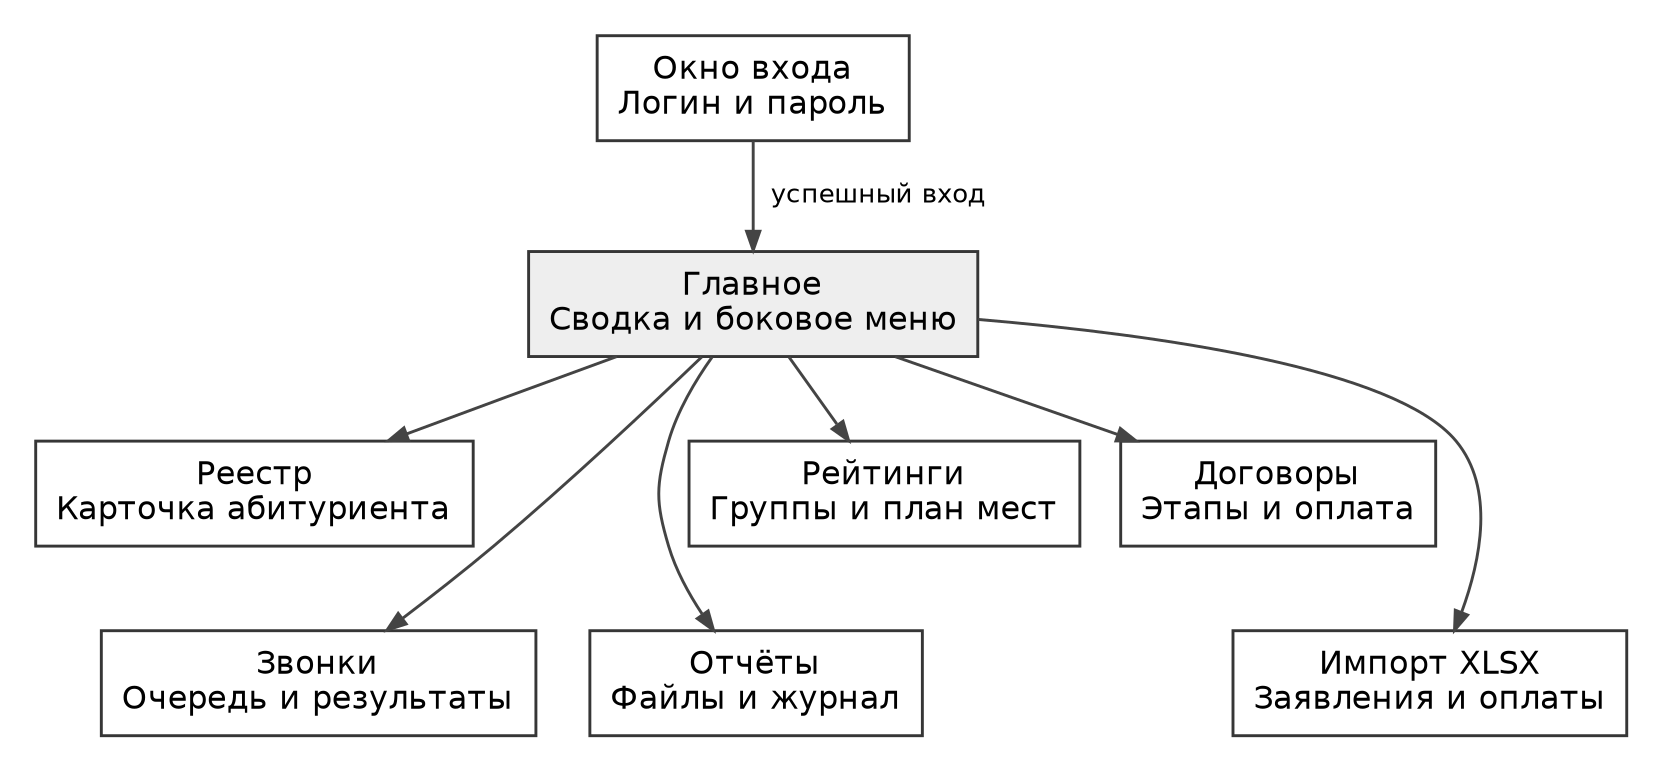 Окно входа
Логин и пароль
успешный вход
Главное
Сводка и боковое меню
Реестр
Карточка абитуриента
Рейтинги
Группы и план мест
Договоры
Этапы и оплата
Звонки
Очередь и результаты
Отчёты
Файлы и журнал
Импорт XLSX
Заявления и оплаты